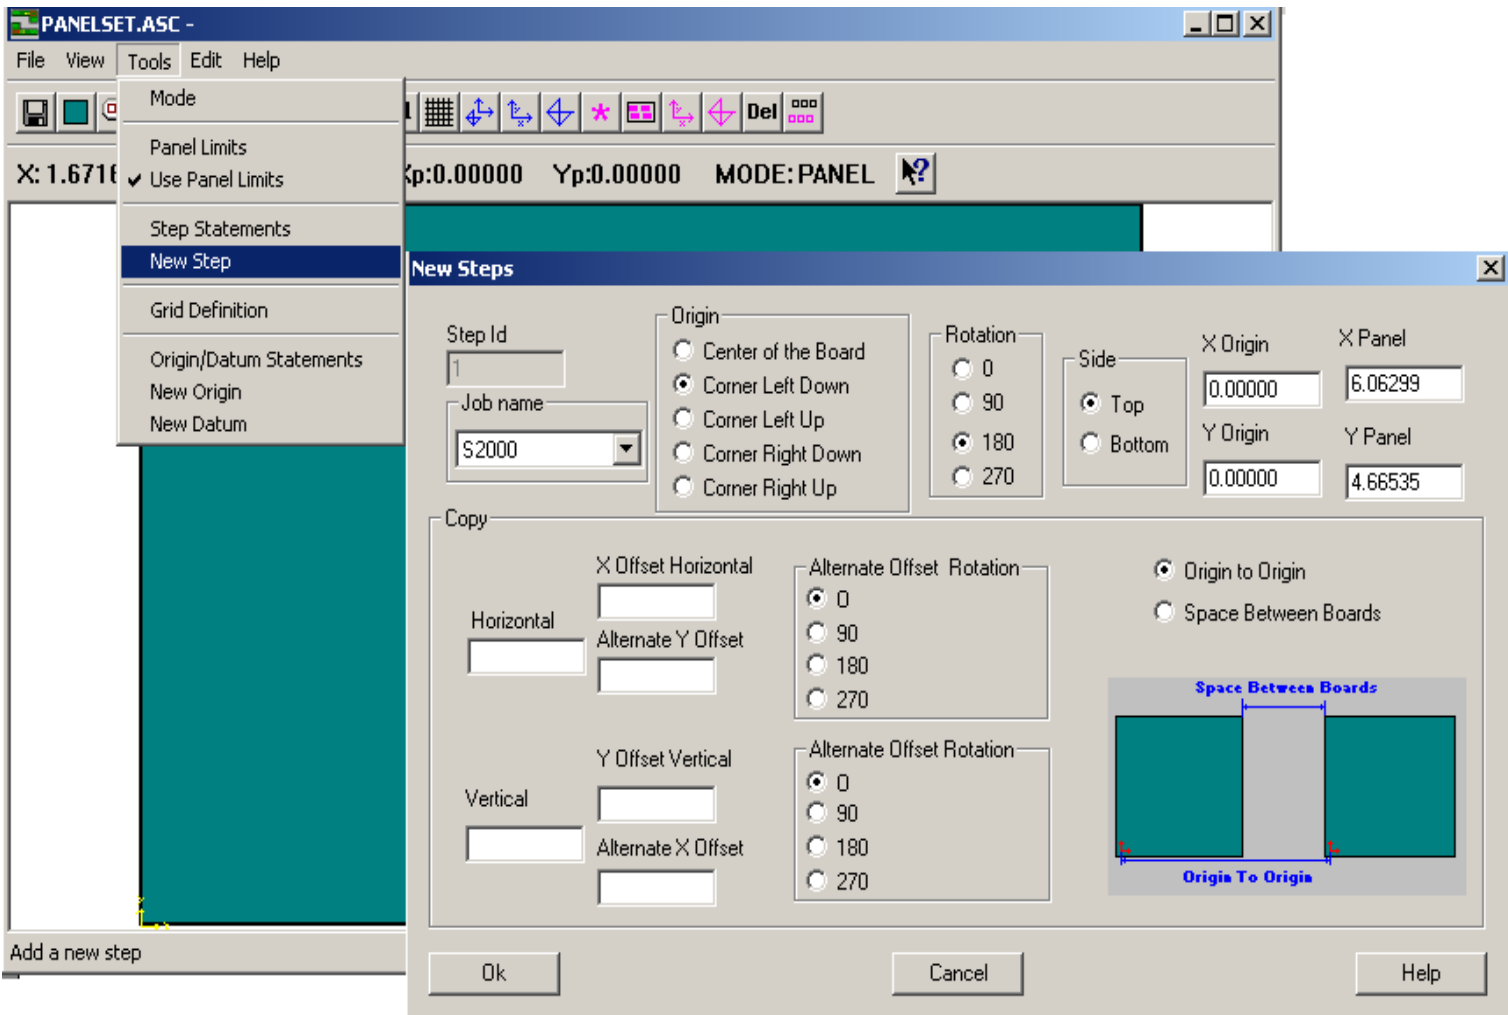 PANELSET.ASC -
File View Tools Edit Help
Mode
Panel Limits
Use Panel Limits
Step Statements
New Step
Grid Definition
Origin/Datum Statements
New Origin
New Datum
Del
X: 1.671
Xp:0.00000 Yp:0.00000 MODE: PANEL
New Steps
Step Id
1
Job name
S2000
Origin
Center of the Board
Corner Left Down
Corner Left Up
Corner Right Down
Corner Right Up
Rotation
0
90
180
270
Side
Top
Bottom
X Origin
0.00000
Y Origin
0.00000
X Panel
6.06299
Y Panel
4.66535
Copy
Horizontal
X Offset Horizontal
Alternate Y Offset
Alternate Offset Rotation
0
90
180
270
Origin to Origin
Space Between Boards
Vertical
Y Offset Vertical
Alternate X Offset
Alternate Offset Rotation
0
90
180
270
Space Between Boards
Origin To Origin
Ok Cancel Help
Add a new step